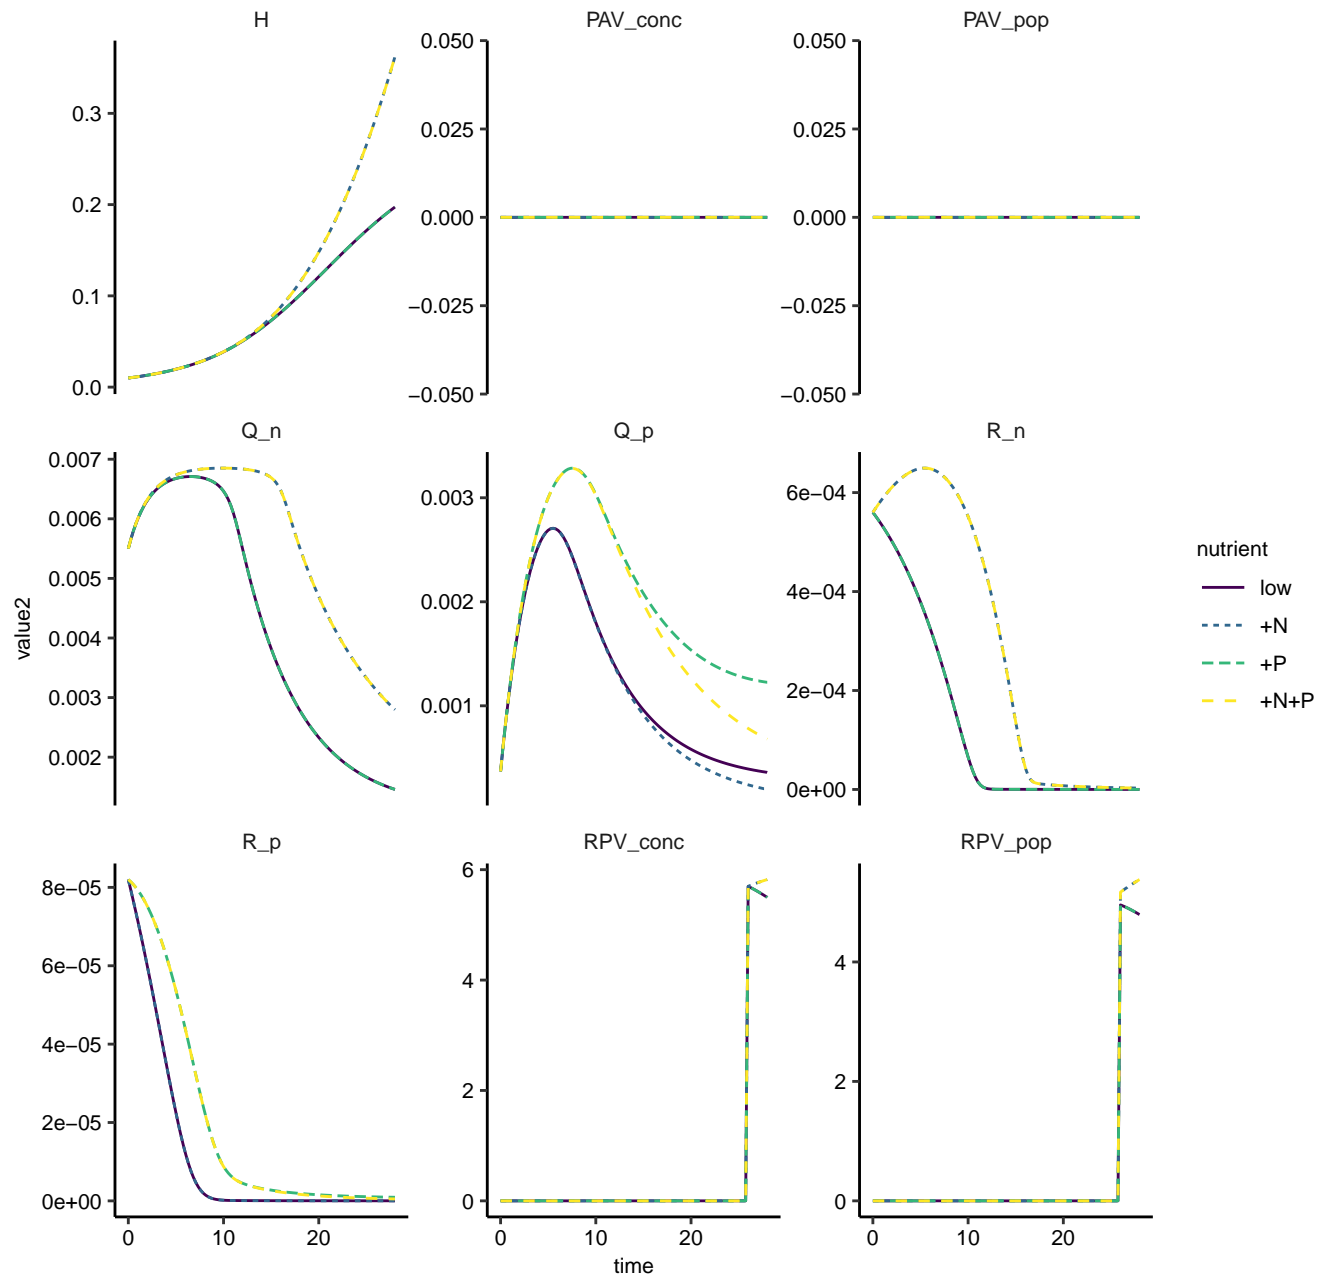 H
PAV_conc
PAV_pop
0.3
0.2
0.1
0.0
0.050
0.025
0.000
−0.025
−0.050
0.050
0.025
0.000
−0.025
−0.050
Q_n
Q_p
R_n
0.007
0.006
0.005
0.004
0.003
0.002
0.003
0.002
0.001
6e−04
4e−04
2e−04
0e+00
value2
nutrient
low
+N
+P
+N+P
R_p
RPV_conc
RPV_pop
8e−05
6e−05
4e−05
2e−05
0e+00
6
4
2
0
4
2
0
0 10 20
0 10 20
0 10 20
time